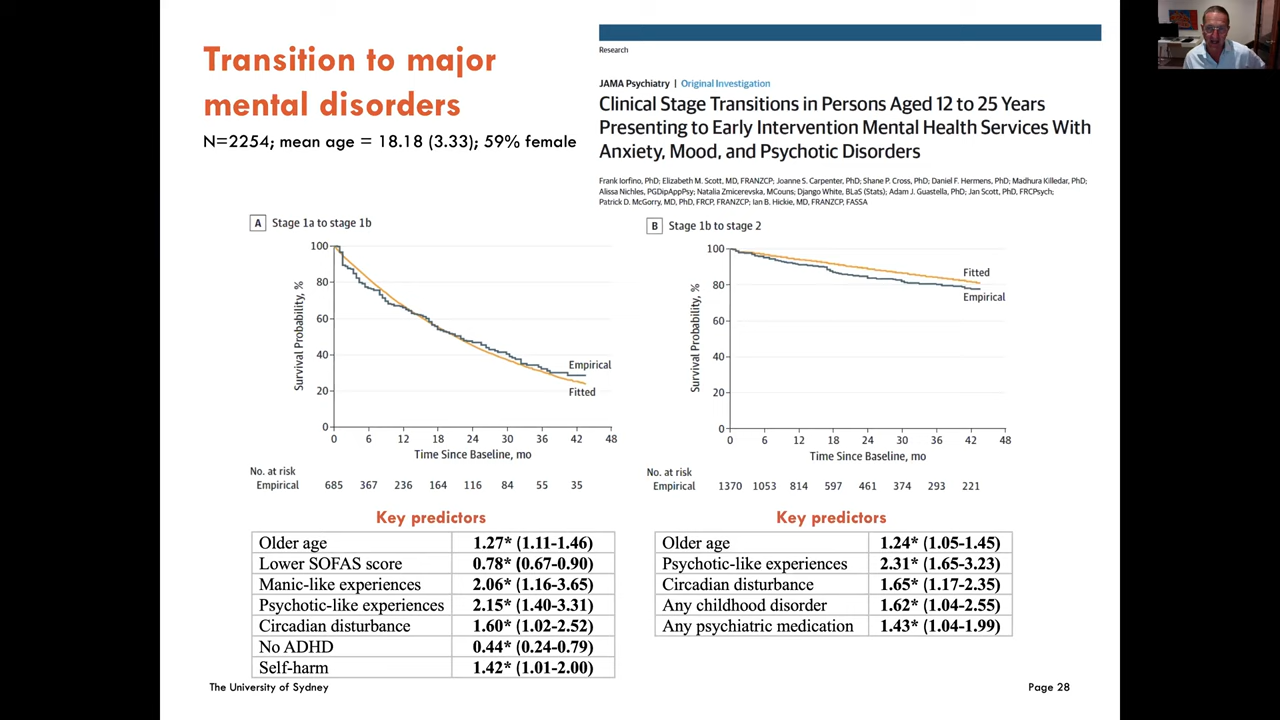 Transition to major
mental disorders
N=2254; mean age = 18.18 (3.33); 59% female
Research
JAMA Psychiatry | Original Investigation
Clinical Stage Transitions in Persons Aged 12 to 25 Years
Presenting to Early Intervention Mental Health Services With
Anxiety, Mood, and Psychotic Disorders
Frank Iorfino, PhD; Elizabeth M. Scott, MD, FRANZCP; Joanne S. Carpenter, PhD; Shane P. Cross, PhD; Daniel F. Hermens, PhD; Madhura Killedar, PhD;
Alissa Nichles, PGDipAppPsy; Natalia Zmicerevska, MCouns; Django White, BLaS (Stats); Adam J. Guastella, PhD; Jan Scott, PhD, FRCPsych;
Patrick D. McGorry, MD, PhD, FRCP, FRANZCP; Ian B. Hickie, MD, FRANZCP, FASSA
A Stage 1a to stage 1b
100
80
60
40
20
0
Survival Probability, %
Empirical
Fitted
0 6 12 18 24 30 36 42 48
Time Since Baseline, mo
No. at risk
Empirical 685 367 236 164 116 84 55 35
B Stage 1b to stage 2
100
80
60
40
20
0
Survival Probability, %
Fitted
Empirical
0 6 12 18 24 30 36 42 48
Time Since Baseline, mo
No. at risk
Empirical 1370 1053 814 597 461 374 293 221
Key predictors
Older age 1.27* (1.11-1.46)
Lower SOFAS score 0.78* (0.67-0.90)
Manic-like experiences 2.06* (1.16-3.65)
Psychotic-like experiences 2.15* (1.40-3.31)
Circadian disturbance 1.60* (1.02-2.52)
No ADHD 0.44* (0.24-0.79)
Self-harm 1.42* (1.01-2.00)
Key predictors
Older age 1.24* (1.05-1.45)
Psychotic-like experiences 2.31* (1.65-3.23)
Circadian disturbance 1.65* (1.17-2.35)
Any childhood disorder 1.62* (1.04-2.55)
Any psychiatric medication 1.43* (1.04-1.99)
The University of Sydney
Page 28